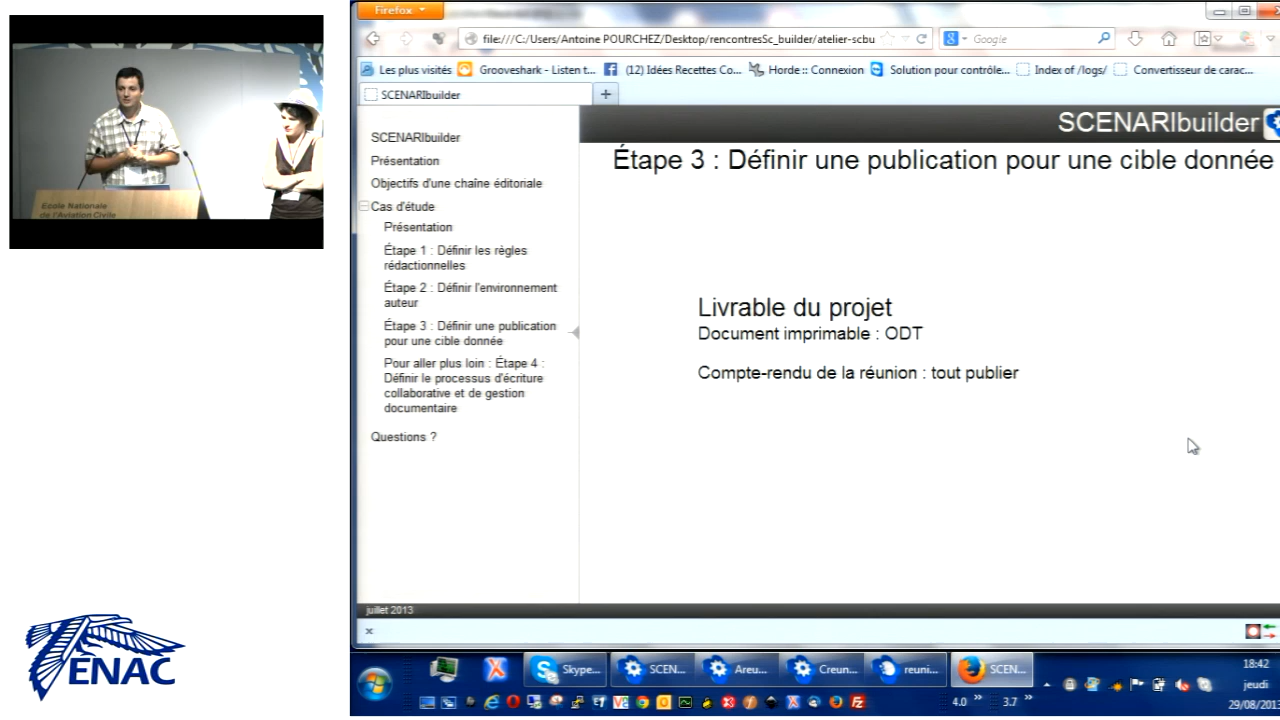 Ecole Nationale
de l'Aviation Civile
ENAC
Firefox
file:///C:/Users/Antoine POURCHEZ/Desktop/rencontresSc_builder/atelier-scbu
Google
Les plus visités
Grooveshark - Listen t...
(12) Idées Recettes Co...
Horde :: Connexion
Solution pour contrôle...
Index of /logs/
Convertisseur de carac...
SCENARIbuilder
SCENARIbuilder
SCENARIbuilder
Présentation
Objectifs d'une chaîne éditoriale
Cas d'étude
Présentation
Étape 1 : Définir les règles
rédactionnelles
Étape 2 : Définir l'environnement
auteur
Étape 3 : Définir une publication
pour une cible donnée
Pour aller plus loin : Étape 4 :
Définir le processus d'écriture
collaborative et de gestion
documentaire
Questions ?
Étape 3 : Définir une publication pour une cible donnée
Livrable du projet
Document imprimable : ODT
Compte-rendu de la réunion : tout publier
juillet 2013
Skype...
SCEN...
Areu...
Creun...
reuni...
SCEN...
4.0
3.7
18:42
jeudi
29/08/201